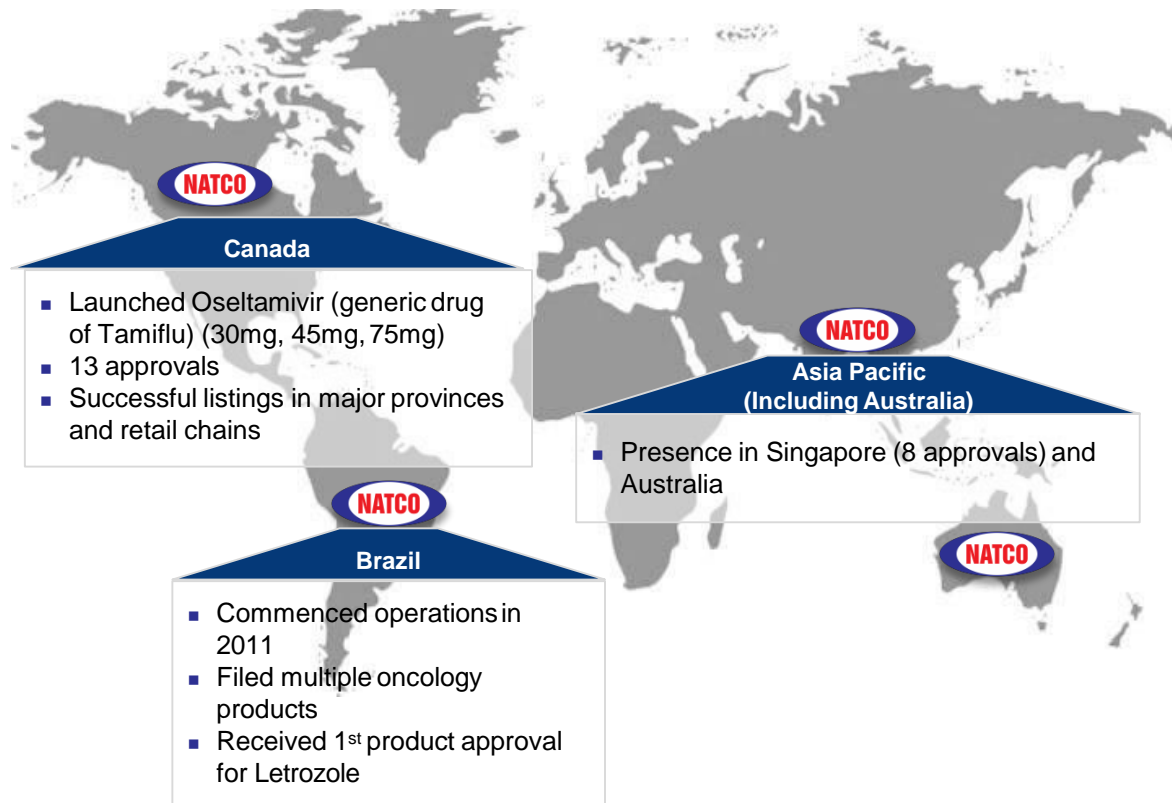 NATCO
Canada
▪ Launched Oseltamivir (generic drug
of Tamiflu) (30mg, 45mg, 75mg)
▪ 13 approvals
▪ Successful listings in major provinces
and retail chains
NATCO
Asia Pacific
(Including Australia)
▪ Presence in Singapore (8 approvals) and
Australia
NATCO
NATCO
Brazil
▪ Commenced operations in
2011
▪ Filed multiple oncology
products
▪ Received 1st product approval
for Letrozole